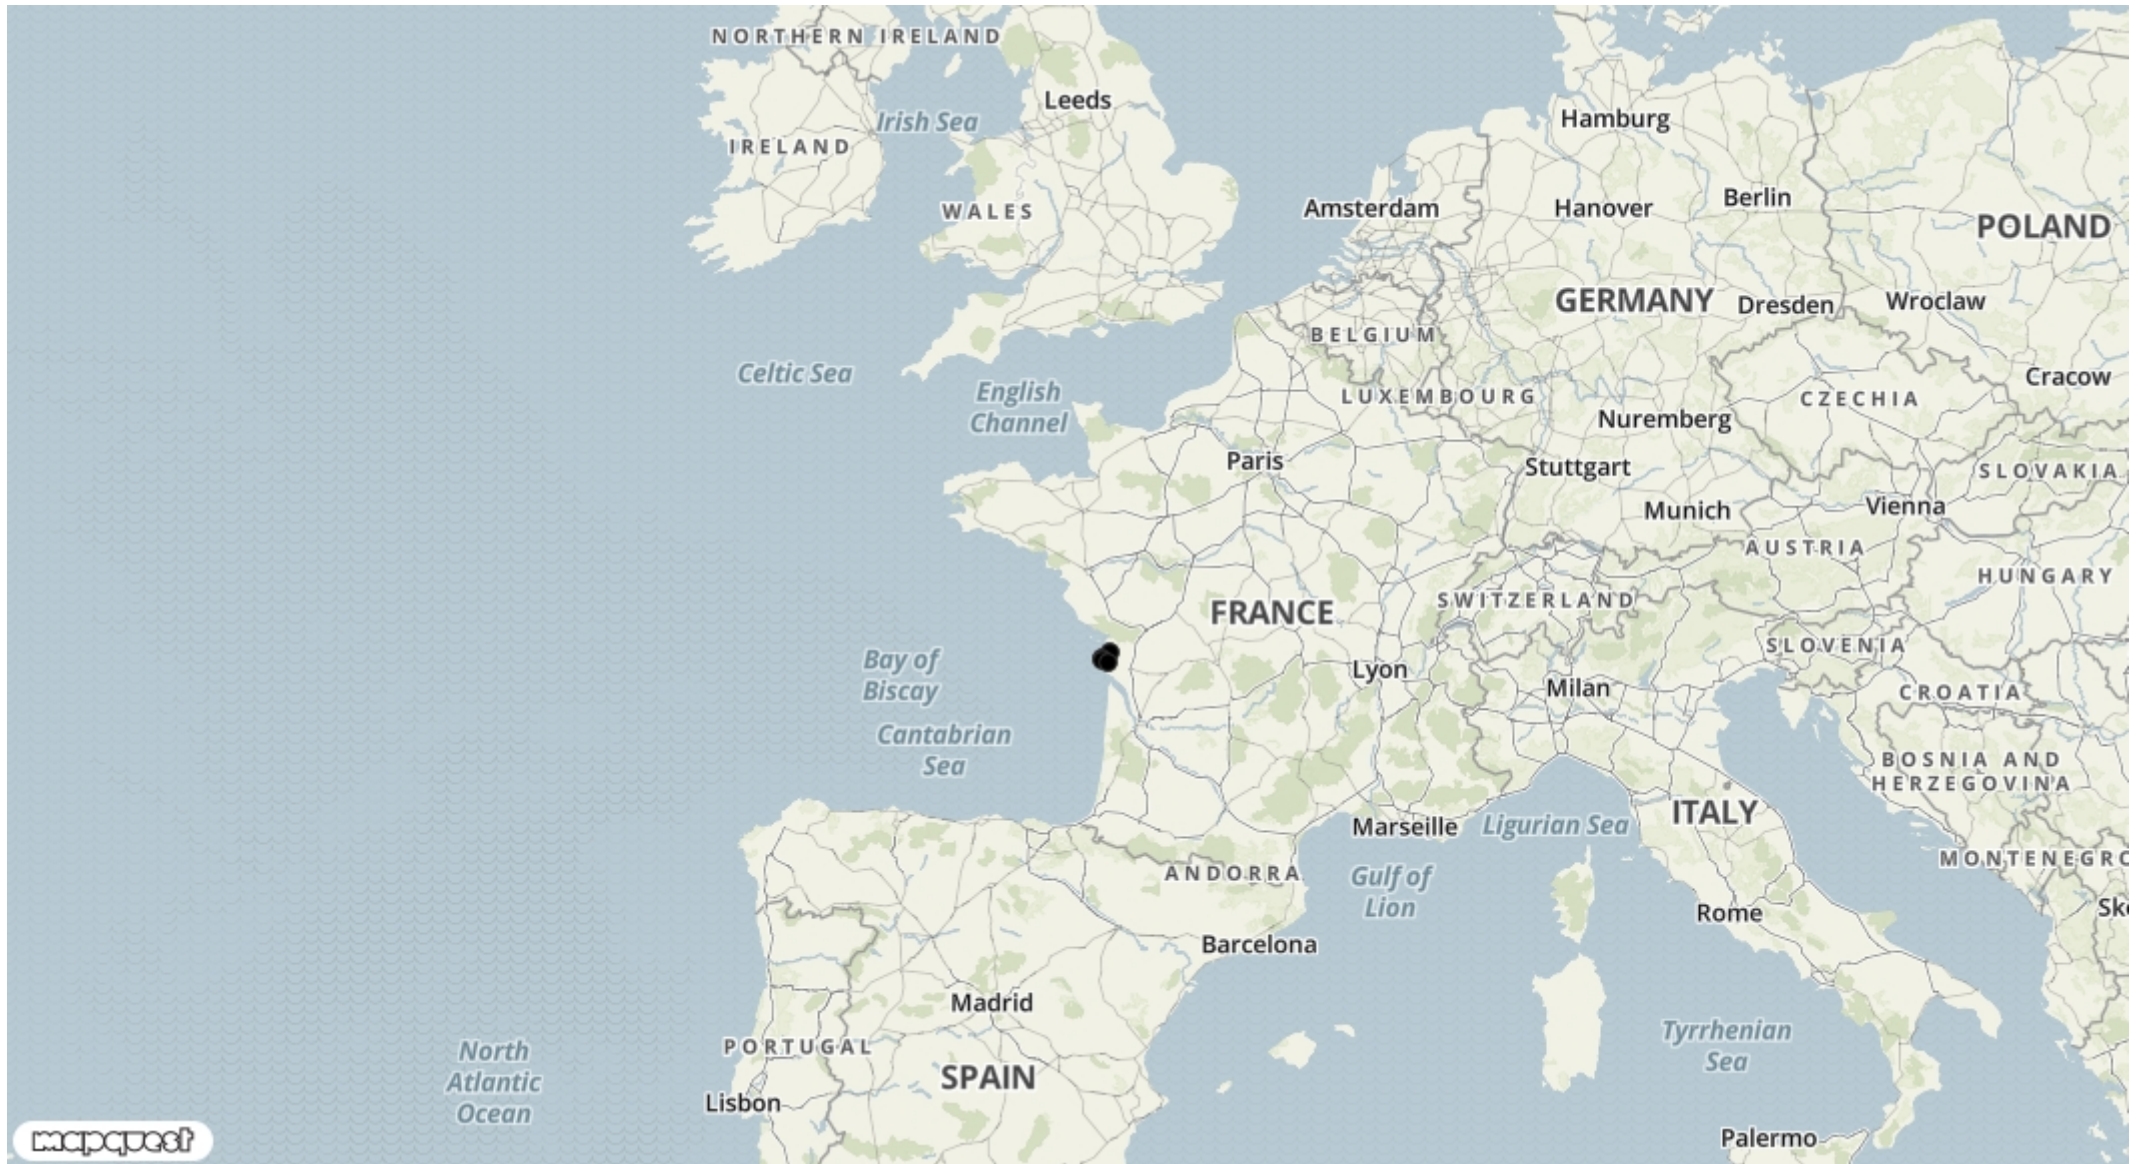 NORTHERN IRELAND
Leeds
Irish Sea
IRELAND
Hamburg
WALES
Amsterdam
Hanover
Berlin
POLAND
GERMANY
Dresden
Wroclaw
BELGIUM
Celtic Sea
English
Channel
LUXEMBOURG
Cracow
CZECHIA
Nuremberg
Paris
Stuttgart
SLOVAKIA
Munich
Vienna
AUSTRIA
HUNGARY
SWITZERLAND
FRANCE
SLOVENIA
Bay of
Biscay
Lyon
Milan
CROATIA
Cantabrian
Sea
BOSNIA AND
HERZEGOVINA
ITALY
Marseille
Ligurian Sea
MONTENEGRO
ANDORRA
Gulf of
Lion
Rome
Sk
Barcelona
Madrid
Tyrrhenian
Sea
PORTUGAL
North
Atlantic
Ocean
SPAIN
Lisbon
mapquest
Palermo